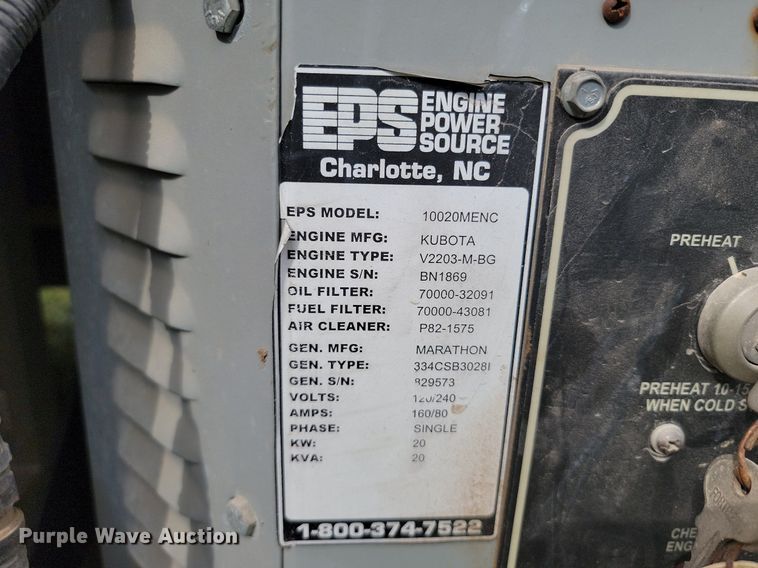 EPS ENGINE
POWER
SOURCE
Charlotte, NC
EPS MODEL: 10020MENC
ENGINE MFG: KUBOTA
ENGINE TYPE: V2203-M-BG
ENGINE S/N: BN1869
OIL FILTER: 70000-32091
FUEL FILTER: 70000-43081
AIR CLEANER: P82-1575
GEN. MFG: MARATHON
GEN. TYPE: 334CSB3028I
GEN. S/N: 829573
VOLTS: 120/240
AMPS: 160/80
PHASE: SINGLE
KW: 20
KVA: 20
1-800-374-7522
PREHEAT
PREHEAT 10-15
WHEN COLD S
CHE
ENGIN
Purple Wave Auction